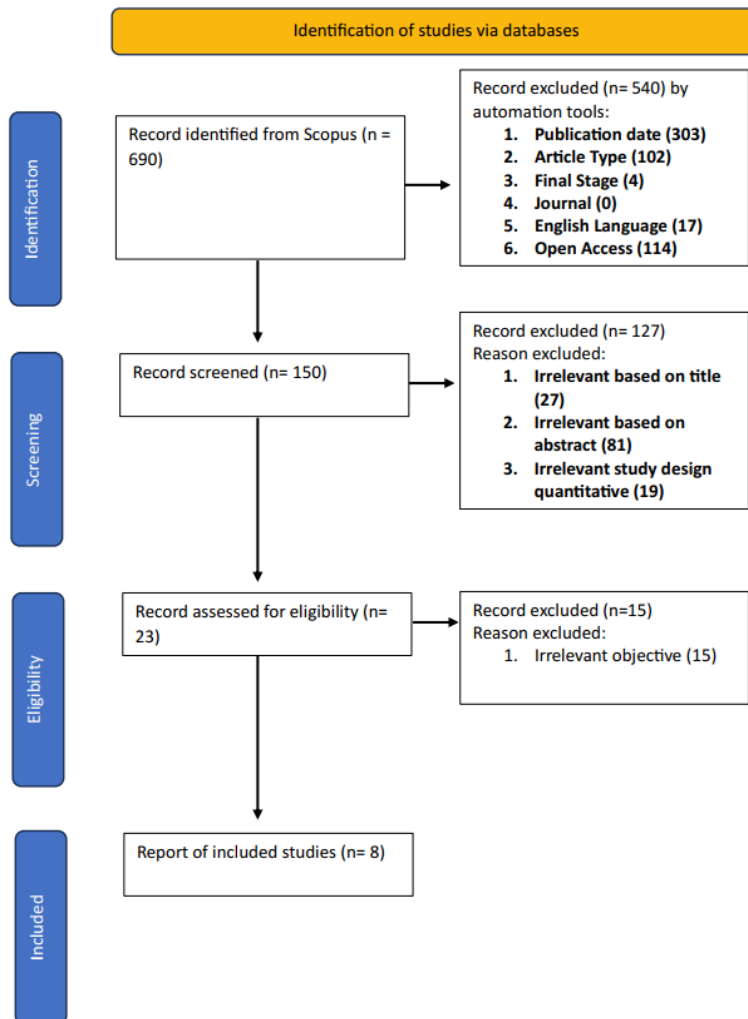 Identification of studies via databases
Identification
Record identified from Scopus (n =
690)
Record excluded (n= 540) by
automation tools:
1. Publication date (303)
2. Article Type (102)
3. Final Stage (4)
4. Journal (0)
5. English Language (17)
6. Open Access (114)
Screening
Record screened (n= 150)
Record excluded (n= 127)
Reason excluded:
1. Irrelevant based on title
(27)
2. Irrelevant based on
abstract (81)
3. Irrelevant study design
quantitative (19)
Eligibility
Record assessed for eligibility (n=
23)
Record excluded (n=15)
Reason excluded:
1. Irrelevant objective (15)
Included
Report of included studies (n= 8)